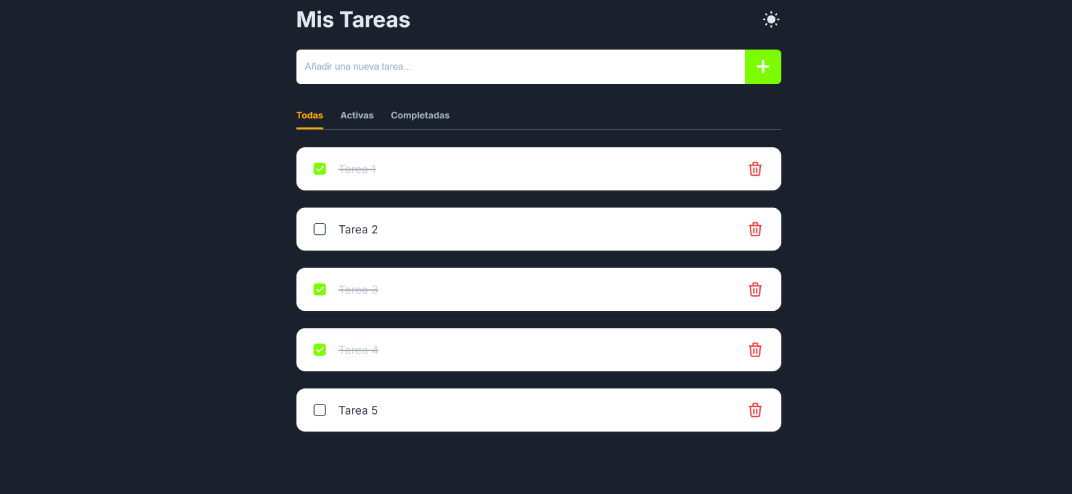 Mis Tareas
Añadir una nueva tarea...
Todas Activas Completadas
Tarea 1
Tarea 2
Tarea 3
Tarea 4
Tarea 5